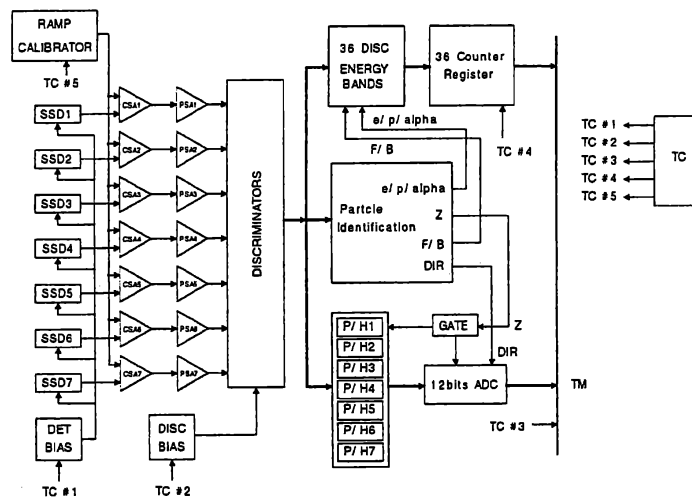 RAMP
CALIBRATOR
TC #5
SSD1
SSD2
SSD3
SSD4
SSD5
SSD6
SSD7
DET
BIAS
TC #1
CSA1
CSA2
CSA3
CSA4
CSA5
CSA6
CSA7
PSA1
PSA2
PSA3
PSA4
PSA5
PSA6
PSA7
DISC
BIAS
TC #2
DISCRIMINATORS
36 DISC
ENERGY
BANDS
36 Counter
Register
e/ p/ alpha
F/ B
TC #4
e/ p/ alpha
Partcle
Identification
Z
F/ B
DIR
P/ H1
P/ H2
P/ H3
P/ H4
P/ H5
P/ H6
P/ H7
GATE
Z
DIR
12bits ADC
TM
TC #3
TC #1
TC #2
TC #3
TC #4
TC #5
TC